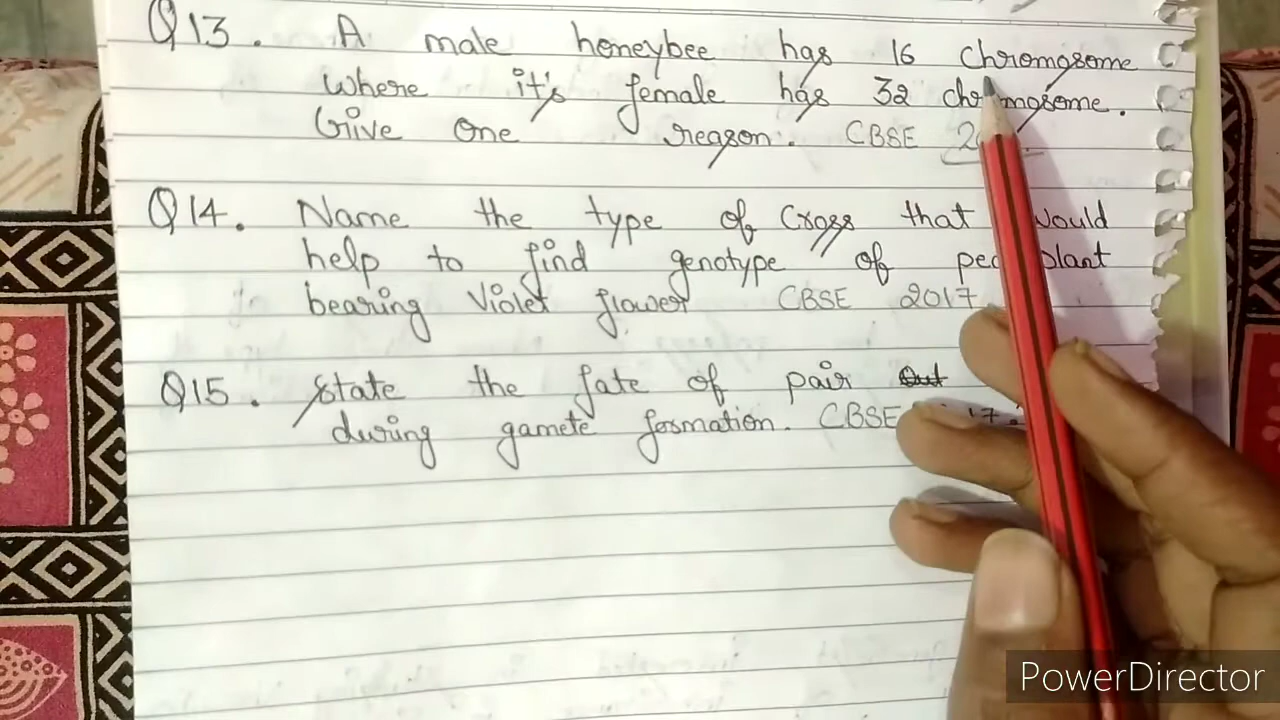 Q13. A male honeybee has 16 chromosome
where it's female has 32 chromosome.
Give one reason. CBSE
Q14. Name the type of Cross that would
help to find genotype of pea plant
bearing Violet flower CBSE 2017
Q15. State the fate of pair
during gamete formation. CBSE 17.
PowerDirector